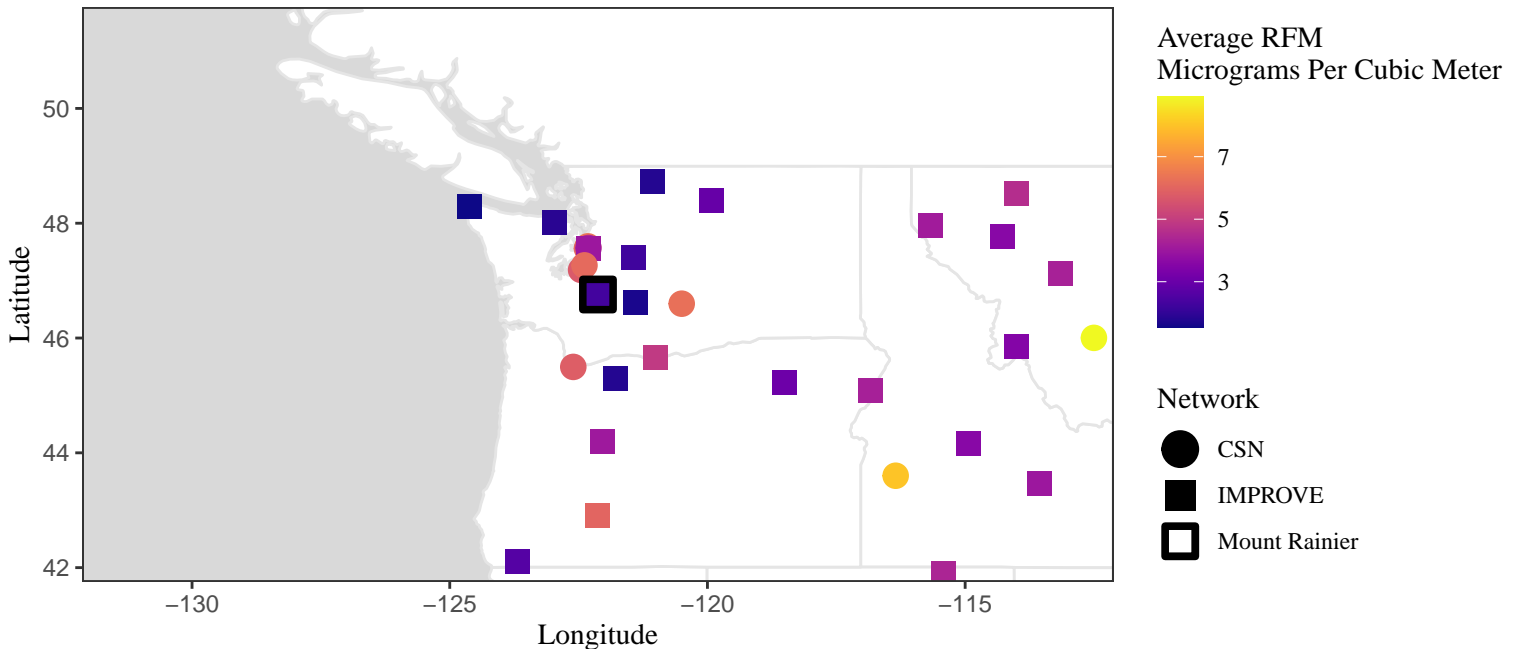 50
48
46
44
42
Latitude
−130
−125
−120
−115
Longitude
Average RFM
Micrograms Per Cubic Meter
7
5
3
Network
CSN
IMPROVE
Mount Rainier